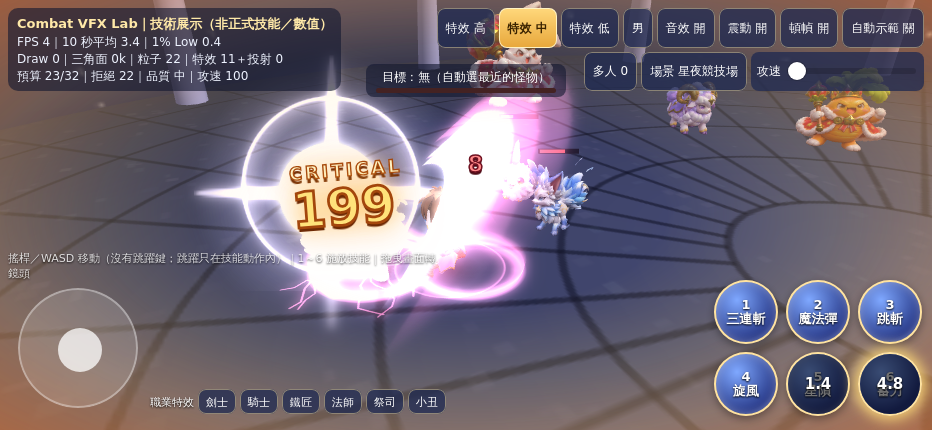 Combat VFX Lab｜技術展示（非正式技能／數值）
FPS 4｜10 秒平均 3.4｜1% Low 0.4
Draw 0｜三角面 0k｜粒子 22｜特效 11＋投射 0
預算 23/32｜拒絕 22｜品質 中｜攻速 100
特效 高
特效 中
特效 低
男
音效 開
震動 開
頓幀 開
自動示範 關
多人 0
場景 星夜競技場
攻速
目標：無（自動選最近的怪物）
CRITICAL
199
8
搖桿／WASD 移動（沒有跳躍鍵；跳躍只在技能動作內）｜1–6 施放技能｜拖曳畫面轉
鏡頭
1
三連斬
2
魔法彈
3
跳斬
4
旋風
5
1.4
星隕
6
4.8
蓄力
職業特效
劍士
騎士
鐵匠
法師
祭司
小丑